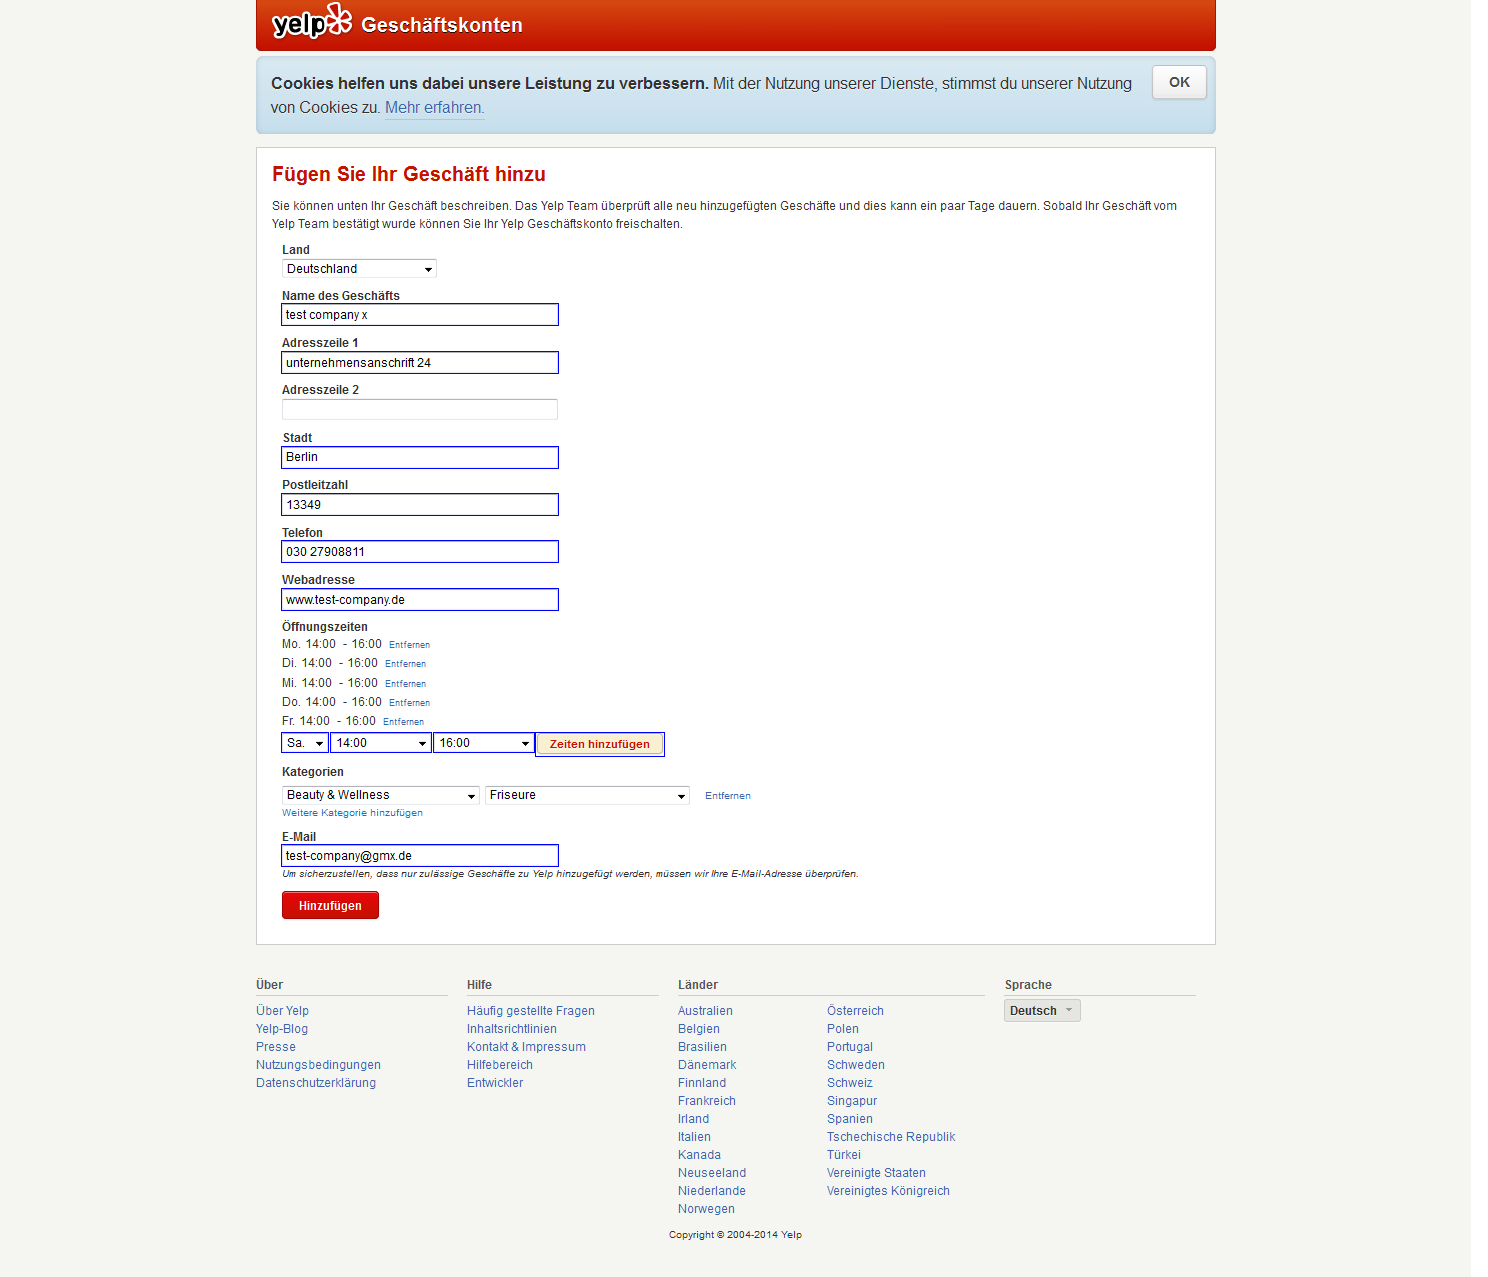 yelp Geschäftskonten
Cookies helfen uns dabei unsere Leistung zu verbessern. Mit der Nutzung unserer Dienste, stimmst du unserer Nutzung
von Cookies zu. Mehr erfahren.
OK
Fügen Sie Ihr Geschäft hinzu
Sie können unten Ihr Geschäft beschreiben. Das Yelp Team überprüft alle neu hinzugefügten Geschäfte und dies kann ein paar Tage dauern. Sobald Ihr Geschäft vom
Yelp Team bestätigt wurde können Sie Ihr Yelp Geschäftskonto freischalten.
Land
Deutschland
Name des Geschäfts
test company x
Adresszeile 1
unternehmensanschrift 24
Adresszeile 2
Stadt
Berlin
Postleitzahl
13349
Telefon
030 27908811
Webadresse
www.test-company.de
Öffnungszeiten
Mo. 14:00 - 16:00 Entfernen
Di. 14:00 - 16:00 Entfernen
Mi. 14:00 - 16:00 Entfernen
Do. 14:00 - 16:00 Entfernen
Fr. 14:00 - 16:00 Entfernen
Sa. 14:00 16:00 Zeiten hinzufügen
Kategorien
Beauty & Wellness Friseure Entfernen
Weitere Kategorie hinzufügen
E-Mail
test-company@gmx.de
Um sicherzustellen, dass nur zulässige Geschäfte zu Yelp hinzugefügt werden, müssen wir Ihre E-Mail-Adresse überprüfen.
Hinzufügen
Über
Über Yelp
Yelp-Blog
Presse
Nutzungsbedingungen
Datenschutzerklärung
Hilfe
Häufig gestellte Fragen
Inhaltsrichtlinien
Kontakt & Impressum
Hilfebereich
Entwickler
Länder
Australien
Belgien
Brasilien
Dänemark
Finnland
Frankreich
Irland
Italien
Kanada
Neuseeland
Niederlande
Norwegen
Österreich
Polen
Portugal
Schweden
Schweiz
Singapur
Spanien
Tschechische Republik
Türkei
Vereinigte Staaten
Vereinigtes Königreich
Sprache
Deutsch
Copyright © 2004-2014 Yelp